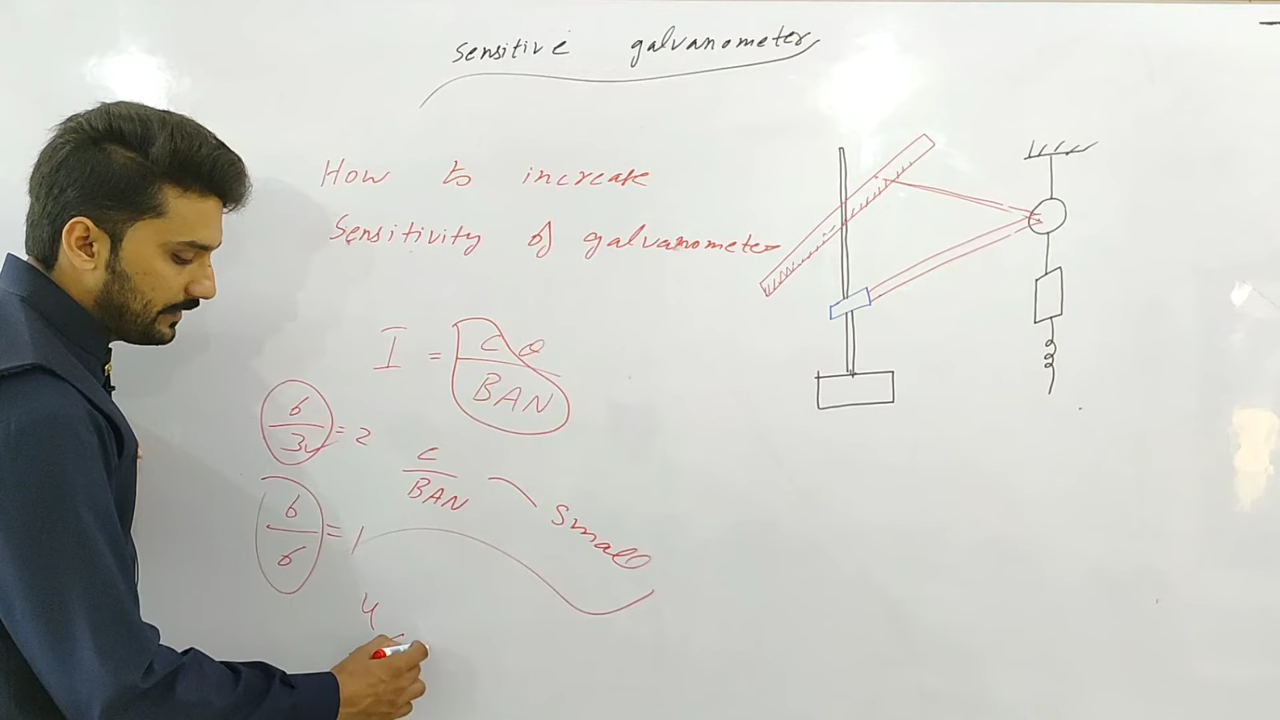 Sensitive galvanometer
How to increase
Sensitivity of galvanometer
I = Cθ / BAN
6/3 = 2
C / BAN
small
6/6 = 1
4